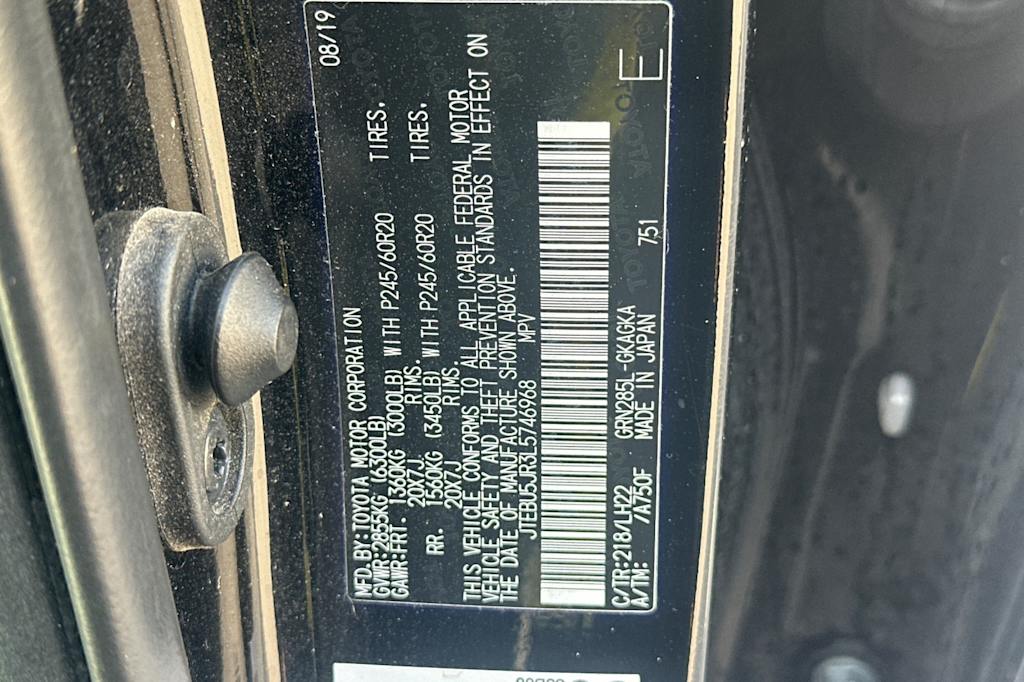 08/19
MFD.BY:TOYOTA MOTOR CORPORATION
GVWR:2855KG (6300LB)
GAWR:FRT. 1360KG (3000LB) WITH P245/60R20 TIRES.
20X7J RIMS.
RR. 1560KG (3450LB) WITH P245/60R20 TIRES.
20X7J RIMS.
THIS VEHICLE CONFORMS TO ALL APPLICABLE FEDERAL MOTOR
VEHICLE SAFETY AND THEFT PREVENTION STANDARDS IN EFFECT ON
THE DATE OF MANUFACTURE SHOWN ABOVE.
JTEBU5JR3L5746968 MPV
C/TR:218/LH22 GRN285L-GKAGKA
A/TM: /A750F MADE IN JAPAN 751
E